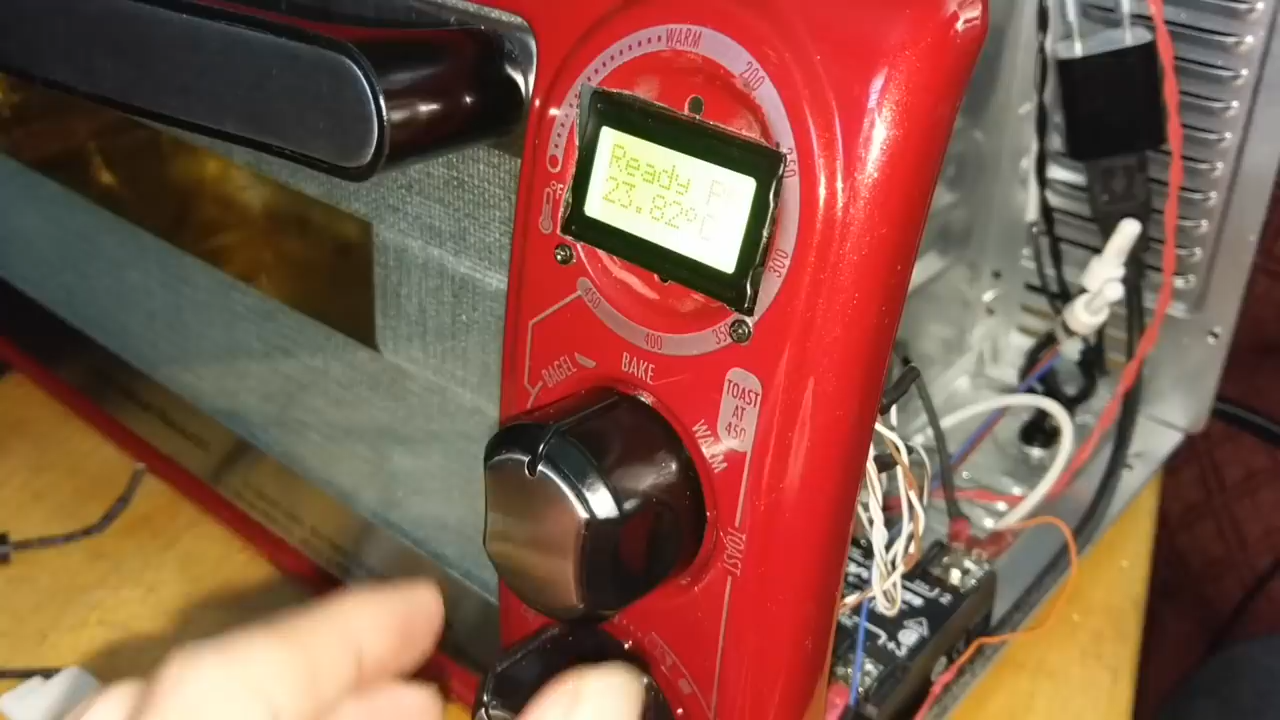 WARM
200
250
°F
Ready P
23.82°C
300
450
400
350
BAGEL
BAKE
TOAST
AT
450
WARM
TOAST